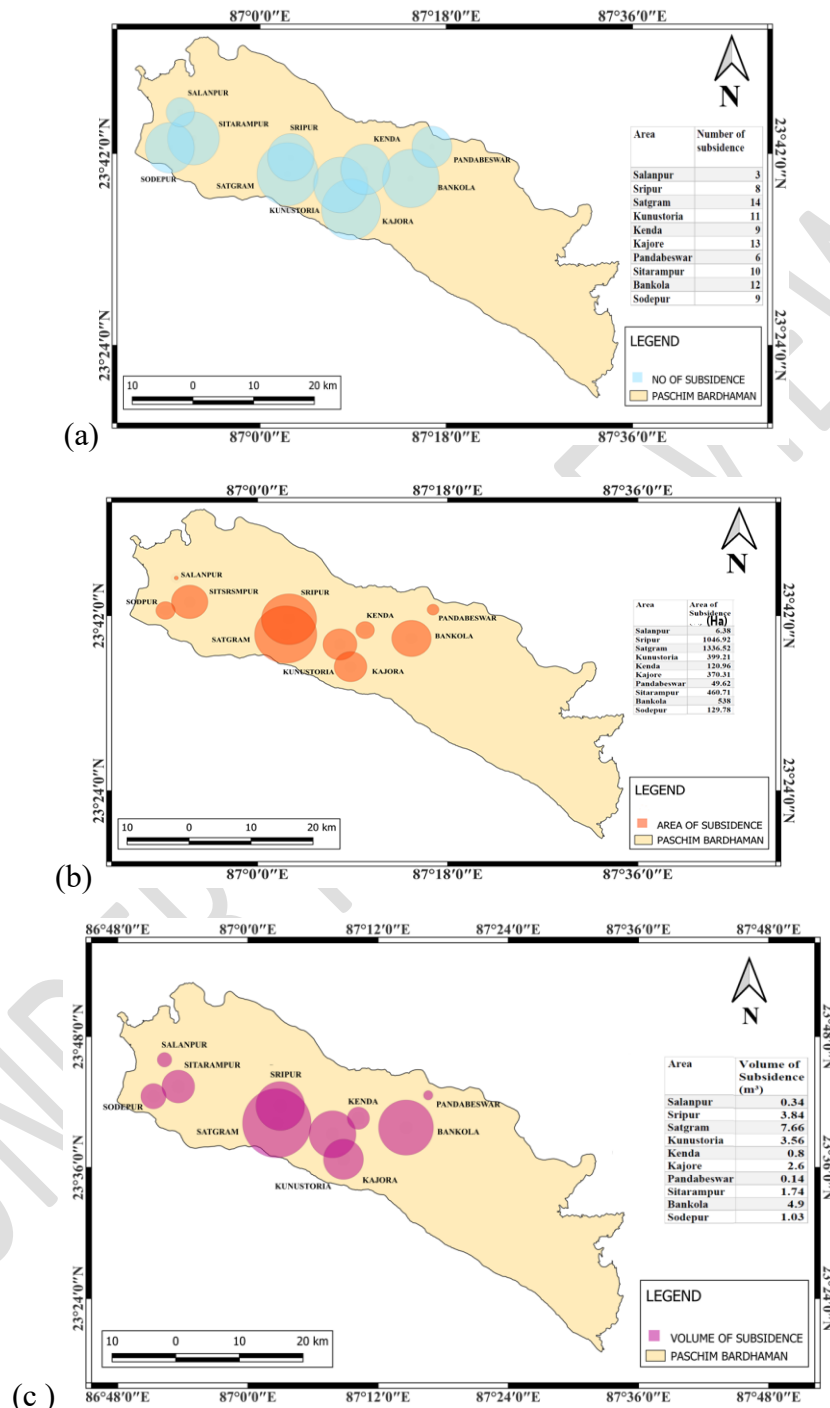 87°0′0″E 87°18′0″E 87°36′0″E
N
SALANPUR
SITARAMPUR
SRIPUR
KENDA
PANDABESWAR
SODEPUR
SATGRAM
BANKOLA
KUNUSTORIA
KAJORA
23°42′0″N
23°42′0″N
23°24′0″N
23°24′0″N
Area Number of
subsidence
Salanpur 3
Sripur 8
Satgram 14
Kunustoria 11
Kenda 9
Kajore 13
Pandabeswar 6
Sitarampur 10
Bankola 12
Sodepur 9
LEGEND
NO OF SUBSIDENCE
PASCHIM BARDHAMAN
10 0 10 20 km
87°0′0″E 87°18′0″E 87°36′0″E
(a)
87°0′0″E 87°18′0″E 87°36′0″E
N
SALANPUR
SITSRSMPUR
SRIPUR
SODPUR
KENDA
PANDABESWAR
SATGRAM
BANKOLA
KUNUSTORIA
KAJORA
23°42′0″N
23°42′0″N
23°24′0″N
23°24′0″N
Area Area of
Subsidence
(Ha)
Salanpur 6.38
Sripur 1046.92
Satgram 1336.52
Kunustoria 399.21
Kenda 120.96
Kajore 370.31
Pandabeswar 49.62
Sitarampur 460.71
Bankola 538
Sodepur 129.78
LEGEND
AREA OF SUBSIDENCE
PASCHIM BARDHAMAN
10 0 10 20 km
87°0′0″E 87°18′0″E 87°36′0″E
(b)
86°48′0″E 87°0′0″E 87°12′0″E 87°24′0″E 87°36′0″E 87°48′0″E
N
SALANPUR
SITARAMPUR
SRIPUR
KENDA
PANDABESWAR
SODEPUR
SATGRAM
BANKOLA
KUNUSTORIA
KAJORA
23°48′0″N
23°48′0″N
23°36′0″N
23°36′0″N
23°24′0″N
23°24′0″N
Area Volume of
Subsidence
(m³)
Salanpur 0.34
Sripur 3.84
Satgram 7.66
Kunustoria 3.56
Kenda 0.8
Kajore 2.6
Pandabeswar 0.14
Sitarampur 1.74
Bankola 4.9
Sodepur 1.03
LEGEND
VOLUME OF SUBSIDENCE
PASCHIM BARDHAMAN
10 0 10 20 km
86°48′0″E 87°0′0″E 87°12′0″E 87°24′0″E 87°36′0″E 87°48′0″E
(c )